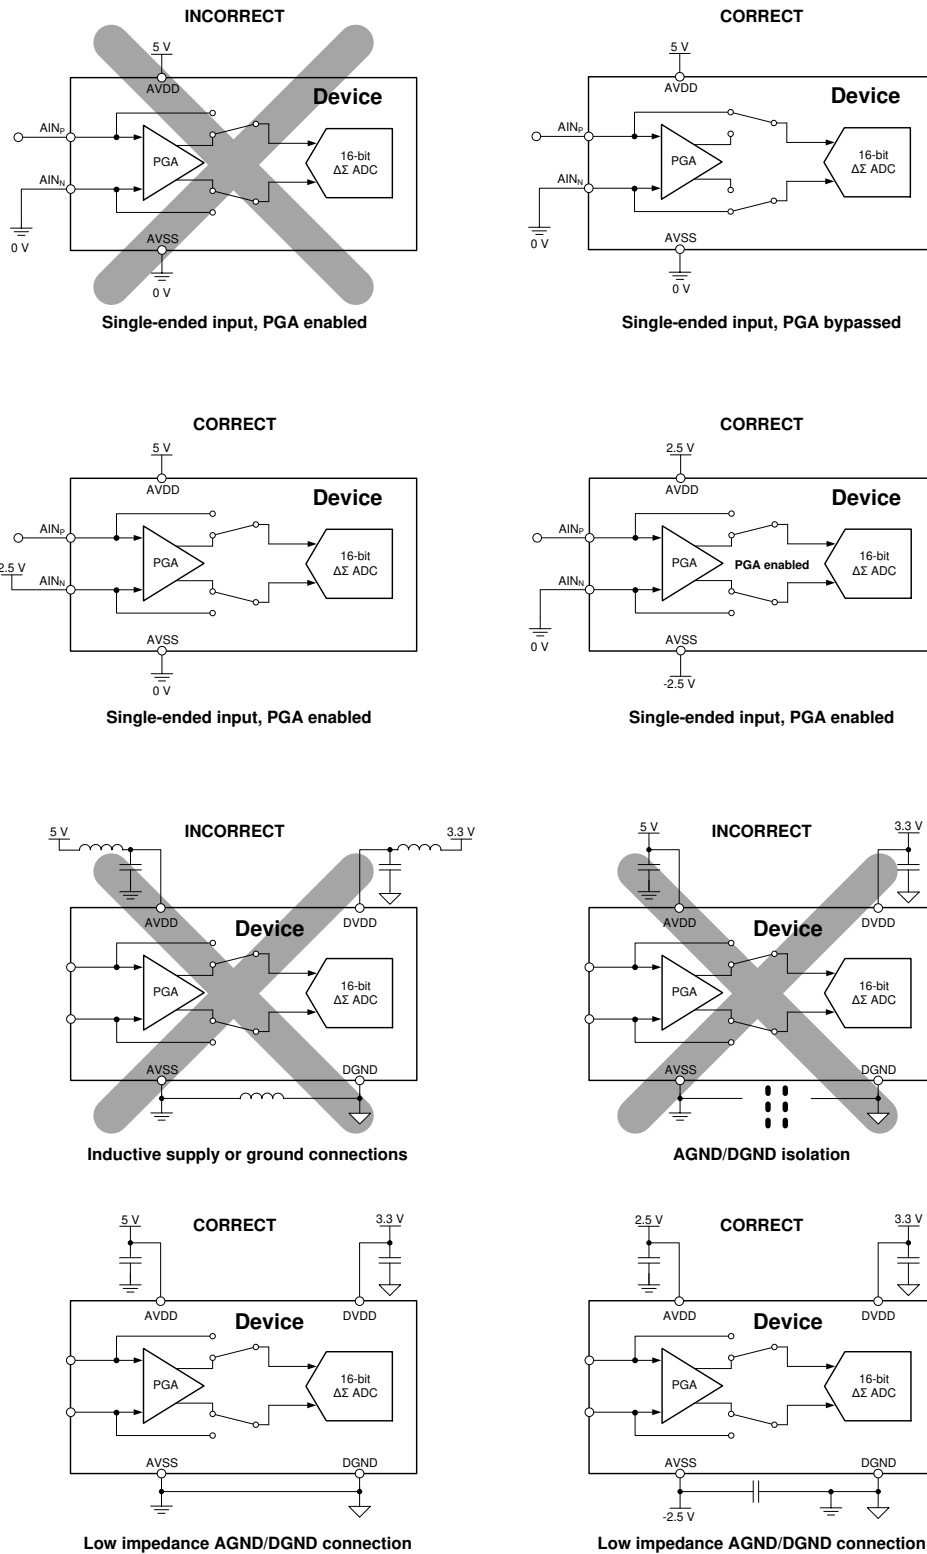 INCORRECT
5 V
AVDD
Device
AINP
PGA
16-bit
ΔΣ ADC
AINN
0 V
AVSS
0 V
Single-ended input, PGA enabled
CORRECT
5 V
AVDD
Device
AINP
PGA
16-bit
ΔΣ ADC
AINN
0 V
AVSS
0 V
Single-ended input, PGA bypassed
CORRECT
5 V
AVDD
Device
AINP
PGA
16-bit
ΔΣ ADC
2.5 V
AINN
AVSS
0 V
Single-ended input, PGA enabled
CORRECT
2.5 V
AVDD
Device
AINP
PGA
PGA enabled
16-bit
ΔΣ ADC
AINN
0 V
AVSS
-2.5 V
Single-ended input, PGA enabled
INCORRECT
5 V
3.3 V
AVDD
Device
DVDD
PGA
16-bit
ΔΣ ADC
AVSS
DGND
Inductive supply or ground connections
INCORRECT
5 V
3.3 V
AVDD
Device
DVDD
PGA
16-bit
ΔΣ ADC
AVSS
DGND
AGND/DGND isolation
CORRECT
5 V
3.3 V
AVDD
Device
DVDD
PGA
16-bit
ΔΣ ADC
AVSS
DGND
Low impedance AGND/DGND connection
CORRECT
2.5 V
3.3 V
AVDD
Device
DVDD
PGA
16-bit
ΔΣ ADC
AVSS
DGND
-2.5 V
Low impedance AGND/DGND connection